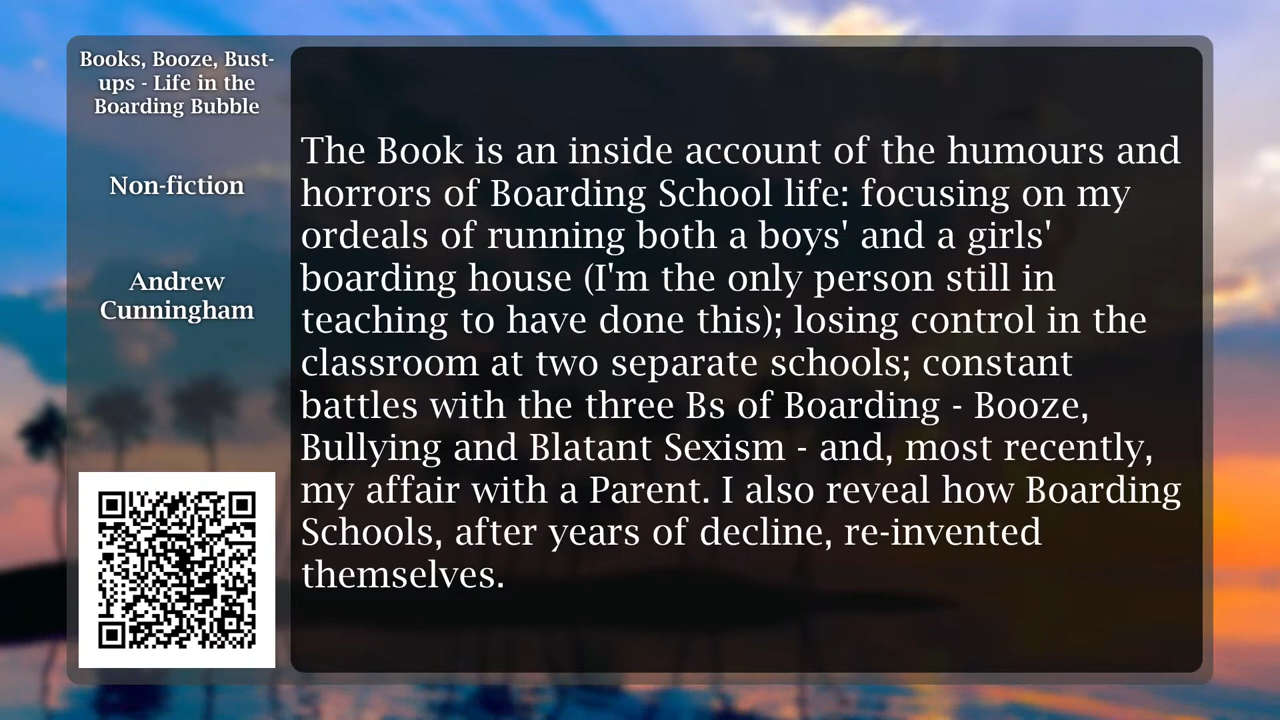 Books, Booze, Bust-
ups - Life in the
Boarding Bubble
Non-fiction
Andrew
Cunningham
The Book is an inside account of the humours and
horrors of Boarding School life: focusing on my
ordeals of running both a boys' and a girls'
boarding house (I'm the only person still in
teaching to have done this); losing control in the
classroom at two separate schools; constant
battles with the three Bs of Boarding - Booze,
Bullying and Blatant Sexism - and, most recently,
my affair with a Parent. I also reveal how Boarding
Schools, after years of decline, re-invented
themselves.